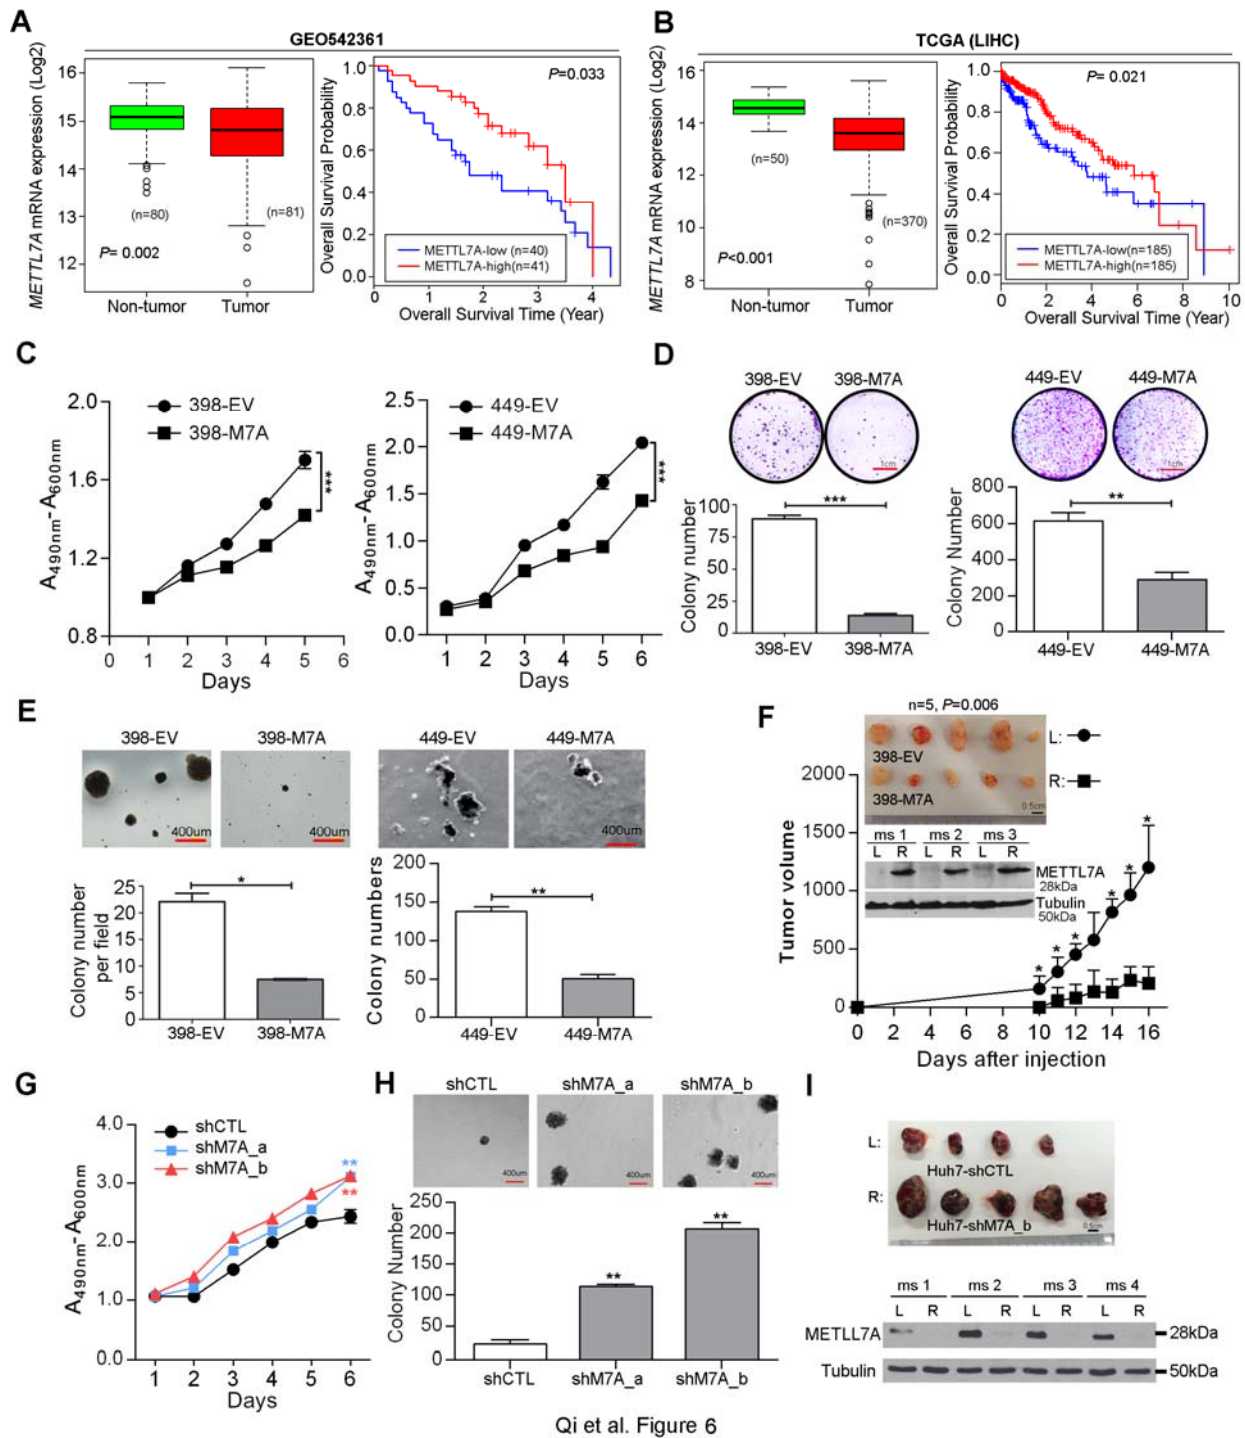 A
GEO542361
METTL7A mRNA expression (Log2)
16
15
14
13
12
(n=80)
(n=81)
P= 0.002
Non-tumor
Tumor
Overall Survival Probability
1.0
0.8
0.6
0.4
0.2
0.0
P=0.033
METTL7A-low (n=40)
METTL7A-high(n=41)
0 1 2 3 4
Overall Survival Time (Year)
B
TCGA (LIHC)
METTL7A mRNA expression (Log2)
16
14
12
10
8
(n=50)
(n=370)
P<0.001
Non-tumor
Tumor
Overall Survival Probability
1.0
0.8
0.6
0.4
0.2
0.0
P= 0.021
METTL7A-low(n=185)
METTL7A-high(n=185)
0 2 4 6 8 10
Overall Survival Time (Year)
C
A490nm-A600nm
2.0
1.6
1.2
0.8
398-EV
398-M7A
***
0 1 2 3 4 5 6
Days
A490nm-A600nm
2.5
2.0
1.5
1.0
0.5
0.0
449-EV
449-M7A
***
1 2 3 4 5 6
Days
D
398-EV
398-M7A
1cm
Colony number
100
75
50
25
0
***
398-EV
398-M7A
449-EV
449-M7A
1cm
Colony Number
800
600
400
200
0
**
449-EV
449-M7A
E
398-EV
398-M7A
400um
400um
Colony number
per field
25
20
15
10
5
0
*
398-EV
398-M7A
449-EV
449-M7A
400um
400um
Colony numbers
200
150
100
50
0
**
449-EV
449-M7A
F
n=5, P=0.006
398-EV
398-M7A
0.5cm
L:
R:
ms 1 ms 2 ms 3
L R L R L R
METTL7A
28kDa
Tubulin
50kDa
Tumor volume
2000
1500
1000
500
0
* * * * * *
0 2 4 6 8 10 12 14 16
Days after injection
G
A490nm-A600nm
4.0
3.0
2.0
1.0
0.0
shCTL
shM7A_a
shM7A_b
**
**
1 2 3 4 5 6
Days
H
shCTL
shM7A_a
shM7A_b
400um
400um
400um
Colony Number
250
200
150
100
50
0
**
**
shCTL
shM7A_a
shM7A_b
I
L:
Huh7-shCTL
R:
Huh7-shM7A_b
0.5cm
ms 1 ms 2 ms 3 ms 4
L R L R L R L R
METLL7A
28kDa
Tubulin
50kDa
Qi et al. Figure 6